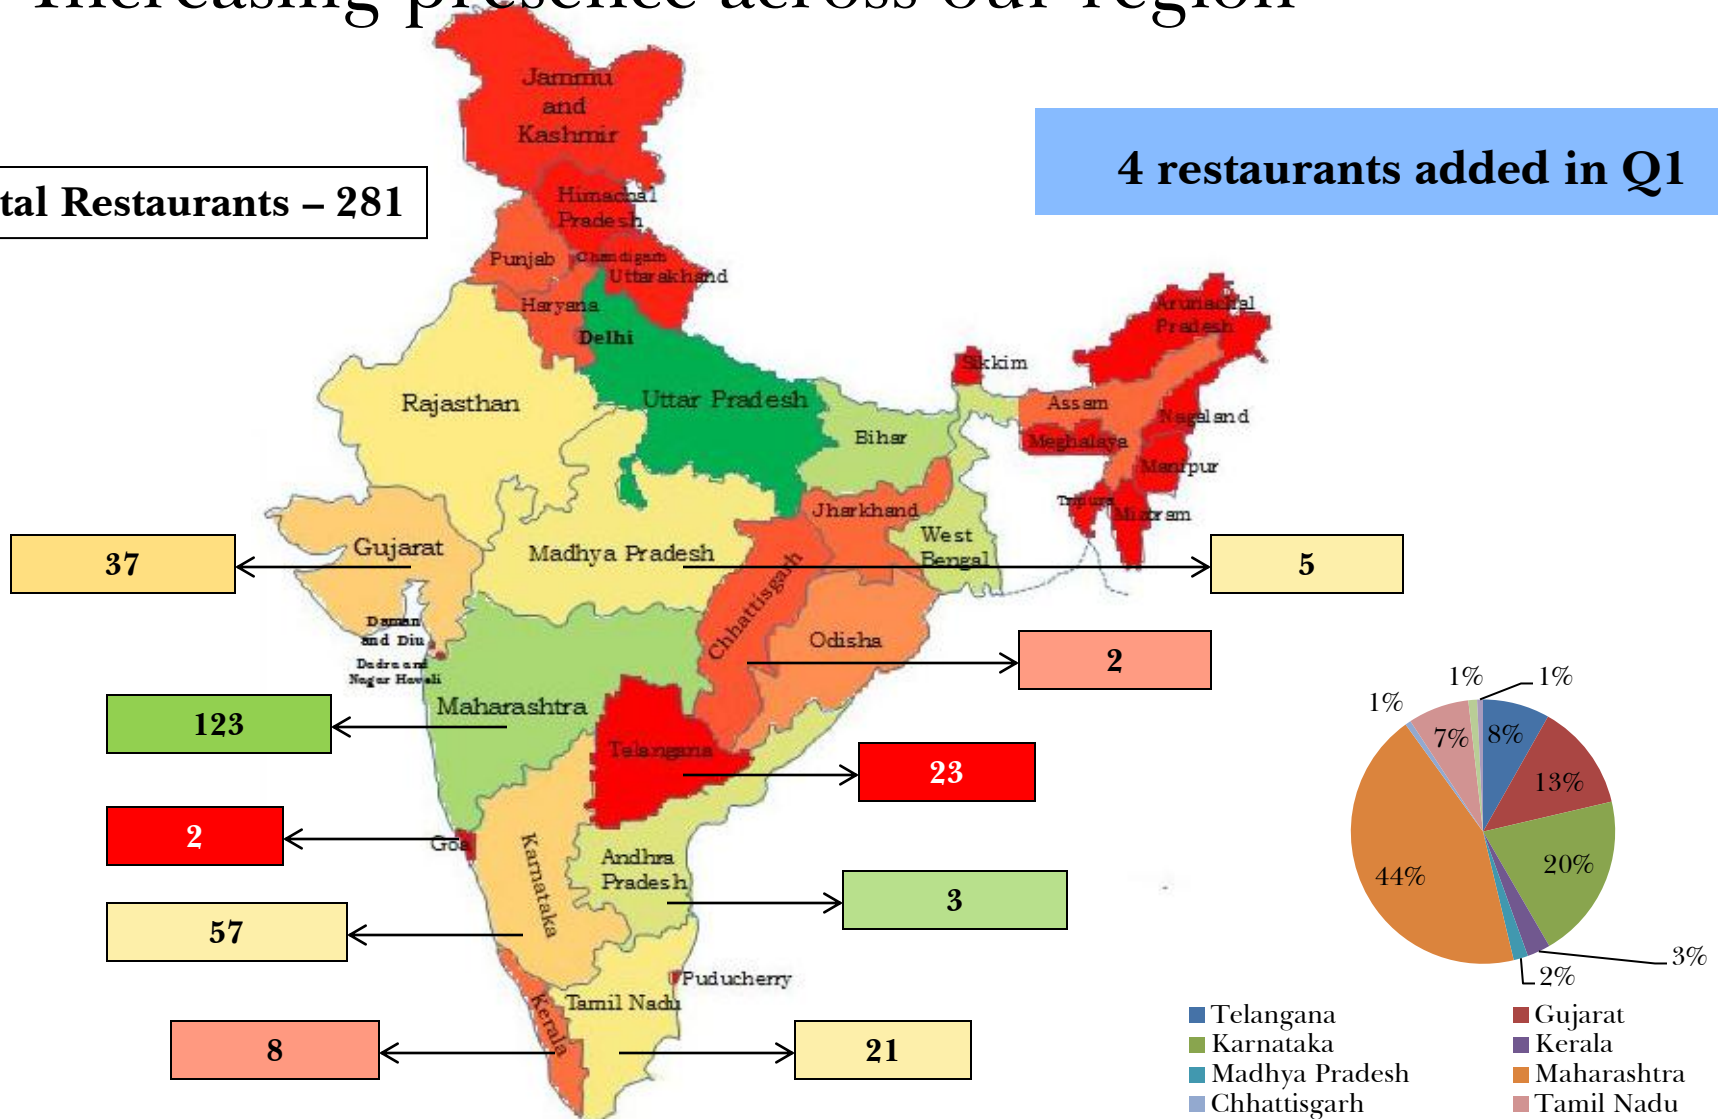 Increasing presence across our region
Jammu
and
Kashmir
4 restaurants added in Q1
tal Restaurants – 281
Himachal
Pradesh
Punjab
Chandigarh
Uttarakhand
Haryana
Delhi
Arunachal
Pradesh
Sikkim
Rajasthan
Uttar Pradesh
Assam
Nagaland
Bihar
Meghalaya
Manipur
Tripura
Mizoram
Jharkhand
West
Bengal
Gujarat
Madhya Pradesh
37
5
Chhattisgarh
Daman
and Diu
Dadra and
Nagar Haveli
Odisha
2
Maharashtra
123
Telangana
23
2
Goa
Karnataka
Andhra
Pradesh
3
57
Puducherry
Tamil Nadu
Kerala
8
21
1%
1%
1%
7%
8%
13%
44%
20%
3%
2%
Telangana
Gujarat
Karnataka
Kerala
Madhya Pradesh
Maharashtra
Chhattisgarh
Tamil Nadu